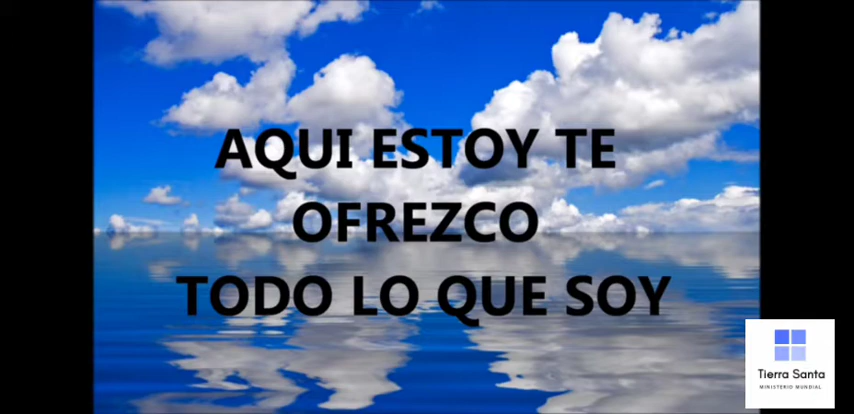 AQUI ESTOY TE
OFREZCO
TODO LO QUE SOY
Tierra Santa
MINISTERIO MUNDIAL